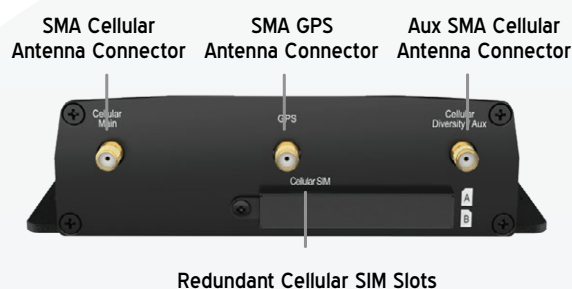 SMA Cellular
Antenna Connector
SMA GPS
Antenna Connector
Aux SMA Cellular
Antenna Connector
Cellular
Main
GPS
Cellular
Diversity / Aux
Cellular SIM
A
B
Redundant Cellular SIM Slots